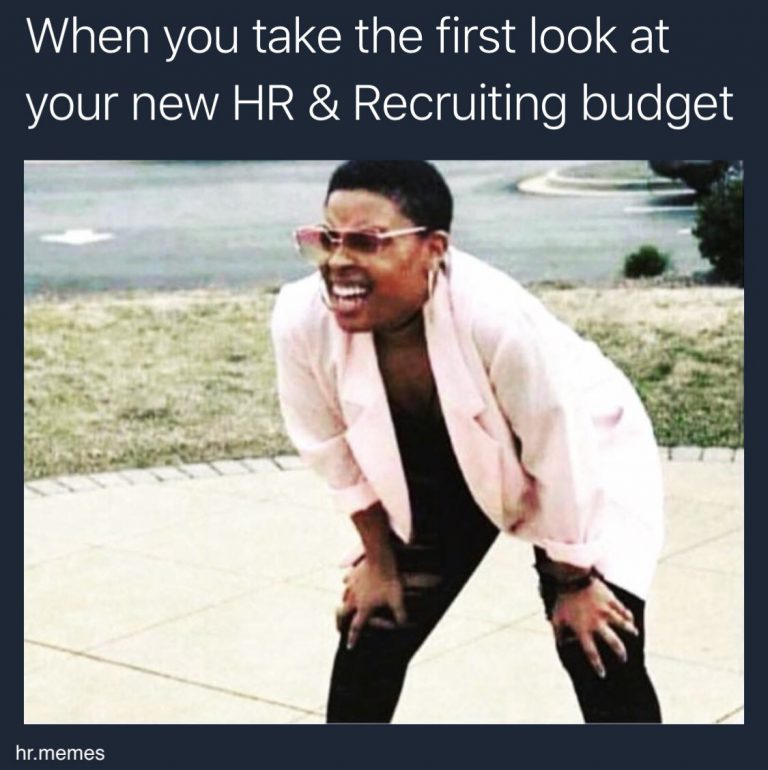 When you take the first look at
your new HR & Recruiting budget
hr.memes